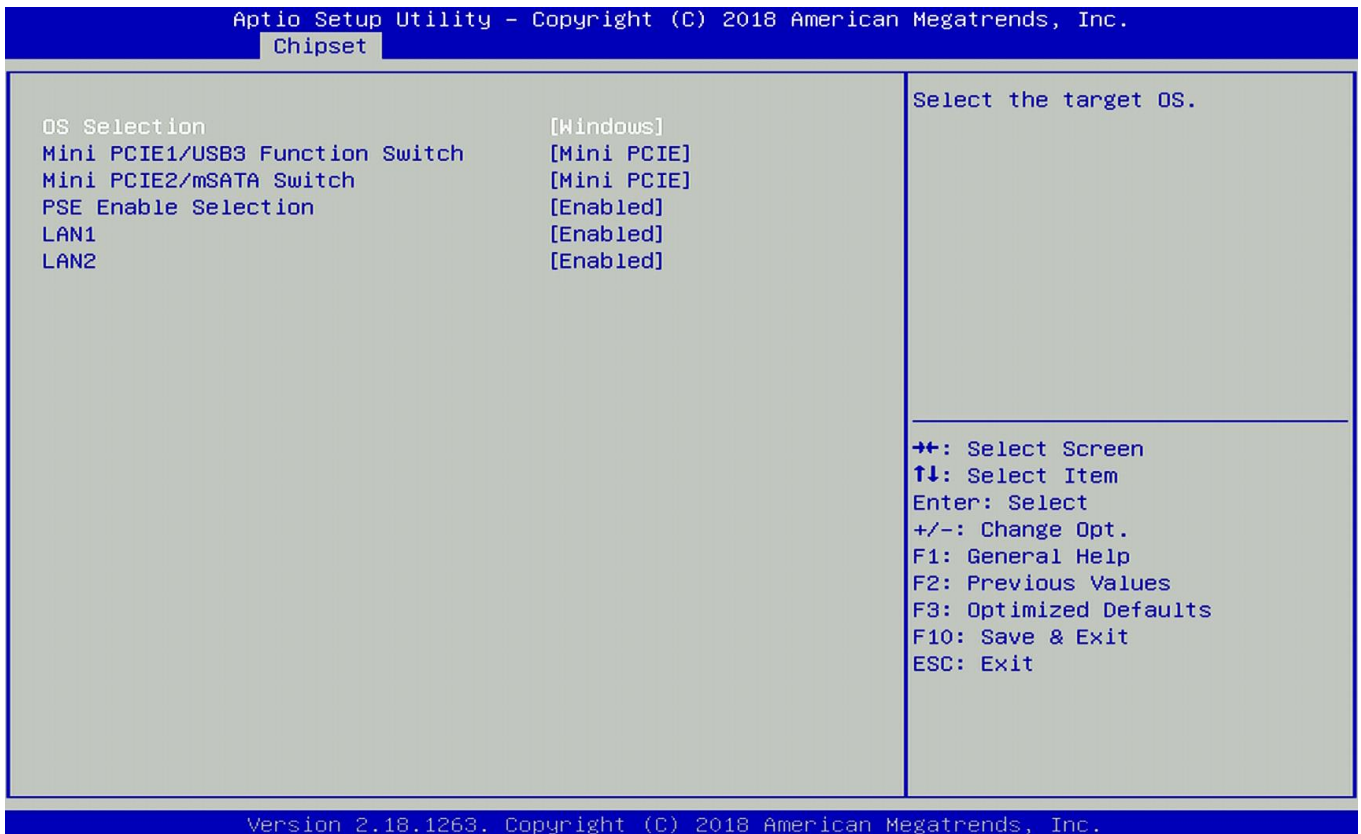 Aptio Setup Utility – Copyright (C) 2018 American Megatrends, Inc.
Chipset
OS Selection [Windows]
Mini PCIE1/USB3 Function Switch [Mini PCIE]
Mini PCIE2/mSATA Switch [Mini PCIE]
PSE Enable Selection [Enabled]
LAN1 [Enabled]
LAN2 [Enabled]
Select the target OS.
→←: Select Screen
↑↓: Select Item
Enter: Select
+/-: Change Opt.
F1: General Help
F2: Previous Values
F3: Optimized Defaults
F10: Save & Exit
ESC: Exit
Version 2.18.1263. Copyright (C) 2018 American Megatrends, Inc.